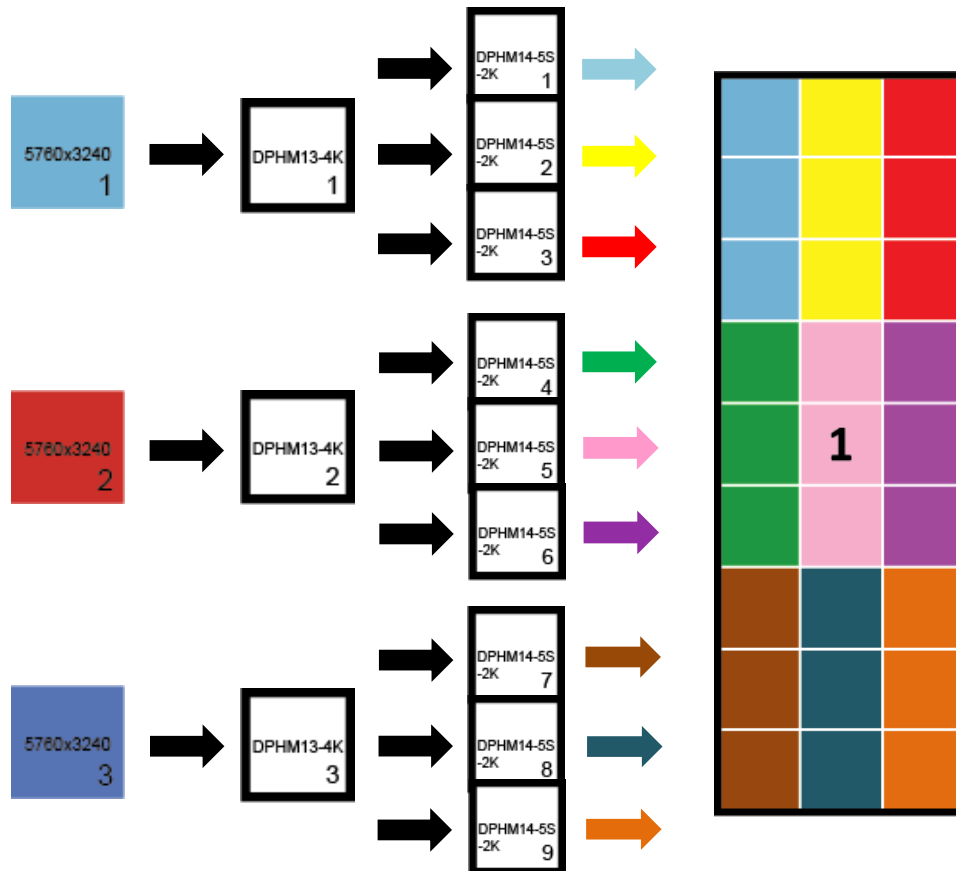 5760x3240
1
DPHM13-4K
1
DPHM14-5S
-2K
1
DPHM14-5S
-2K
2
DPHM14-5S
-2K
3
5760x3240
2
DPHM13-4K
2
DPHM14-5S
-2K
4
DPHM14-5S
-2K
5
DPHM14-5S
-2K
6
1
5760x3240
3
DPHM13-4K
3
DPHM14-5S
-2K
7
DPHM14-5S
-2K
8
DPHM14-5S
-2K
9